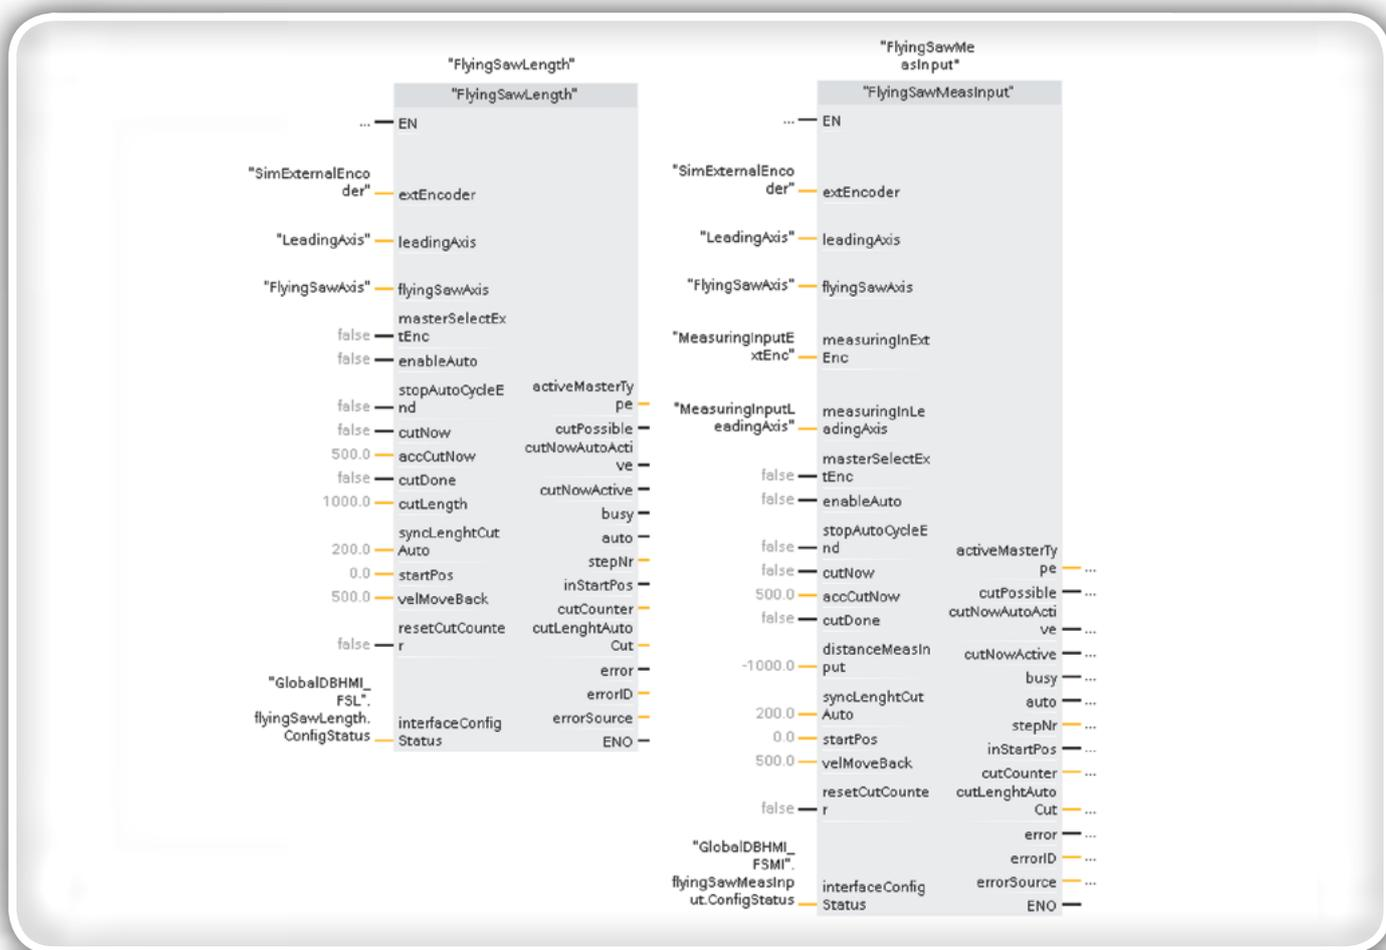 "FlyingSawLength"
"FlyingSawLength"
... EN
"SimExternalEnco
der" extEncoder
"LeadingAxis" leadingAxis
"FlyingSawAxis" flyingSawAxis
masterSelectEx
false tEnc
false enableAuto
stopAutoCycleE activeMasterTy
false nd pe
false cutNow cutPossible
500.0 accCutNow cutNowAutoActi
ve
false cutDone cutNowActive
1000.0 cutLength busy
syncLenghtCut auto
200.0 Auto stepNr
0.0 startPos inStartPos
500.0 velMoveBack cutCounter
resetCutCounte cutLenghtAuto
false r Cut
error
"GlobalDBHMI_
FSL". errorID
flyingSawLength. interfaceConfig errorSource
ConfigStatus Status ENO
"FlyingSawMe
asInput"
"FlyingSawMeasInput"
... EN
"SimExternalEnco
der" extEncoder
"LeadingAxis" leadingAxis
"FlyingSawAxis" flyingSawAxis
"MeasuringInputE measuringInExt
xtEnc" Enc
"MeasuringInputL measuringInLe
eadingAxis" adingAxis
masterSelectEx
false tEnc
false enableAuto
stopAutoCycleE activeMasterTy
false nd pe ...
false cutNow cutPossible ...
500.0 accCutNow cutNowAutoActi
false cutDone ve ...
distanceMeasIn cutNowActive ...
-1000.0 put busy ...
syncLenghtCut auto ...
200.0 Auto stepNr ...
0.0 startPos inStartPos ...
500.0 velMoveBack cutCounter ...
resetCutCounte cutLenghtAuto
false r Cut ...
error ...
"GlobalDBHMI_
FSMI". errorID ...
flyingSawMeasInp interfaceConfig errorSource ...
ut.ConfigStatus Status ENO